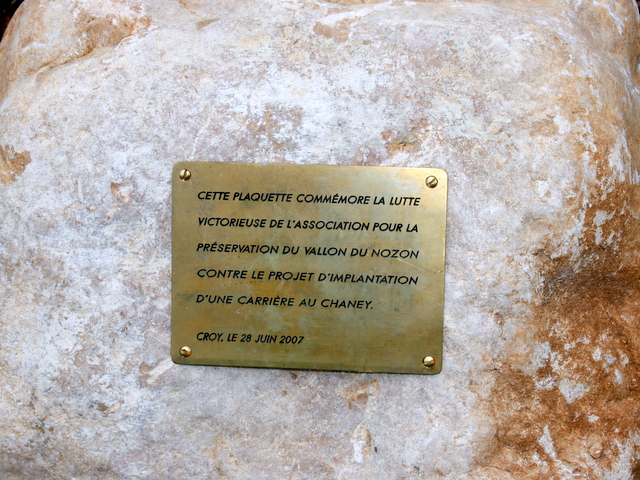 CETTE PLAQUETTE COMMÉMORE LA LUTTE
VICTORIEUSE DE L'ASSOCIATION POUR LA
PRÉSERVATION DU VALLON DU NOZON
CONTRE LE PROJET D'IMPLANTATION
D'UNE CARRIÈRE AU CHANEY.
CROY, LE 28 JUIN 2007